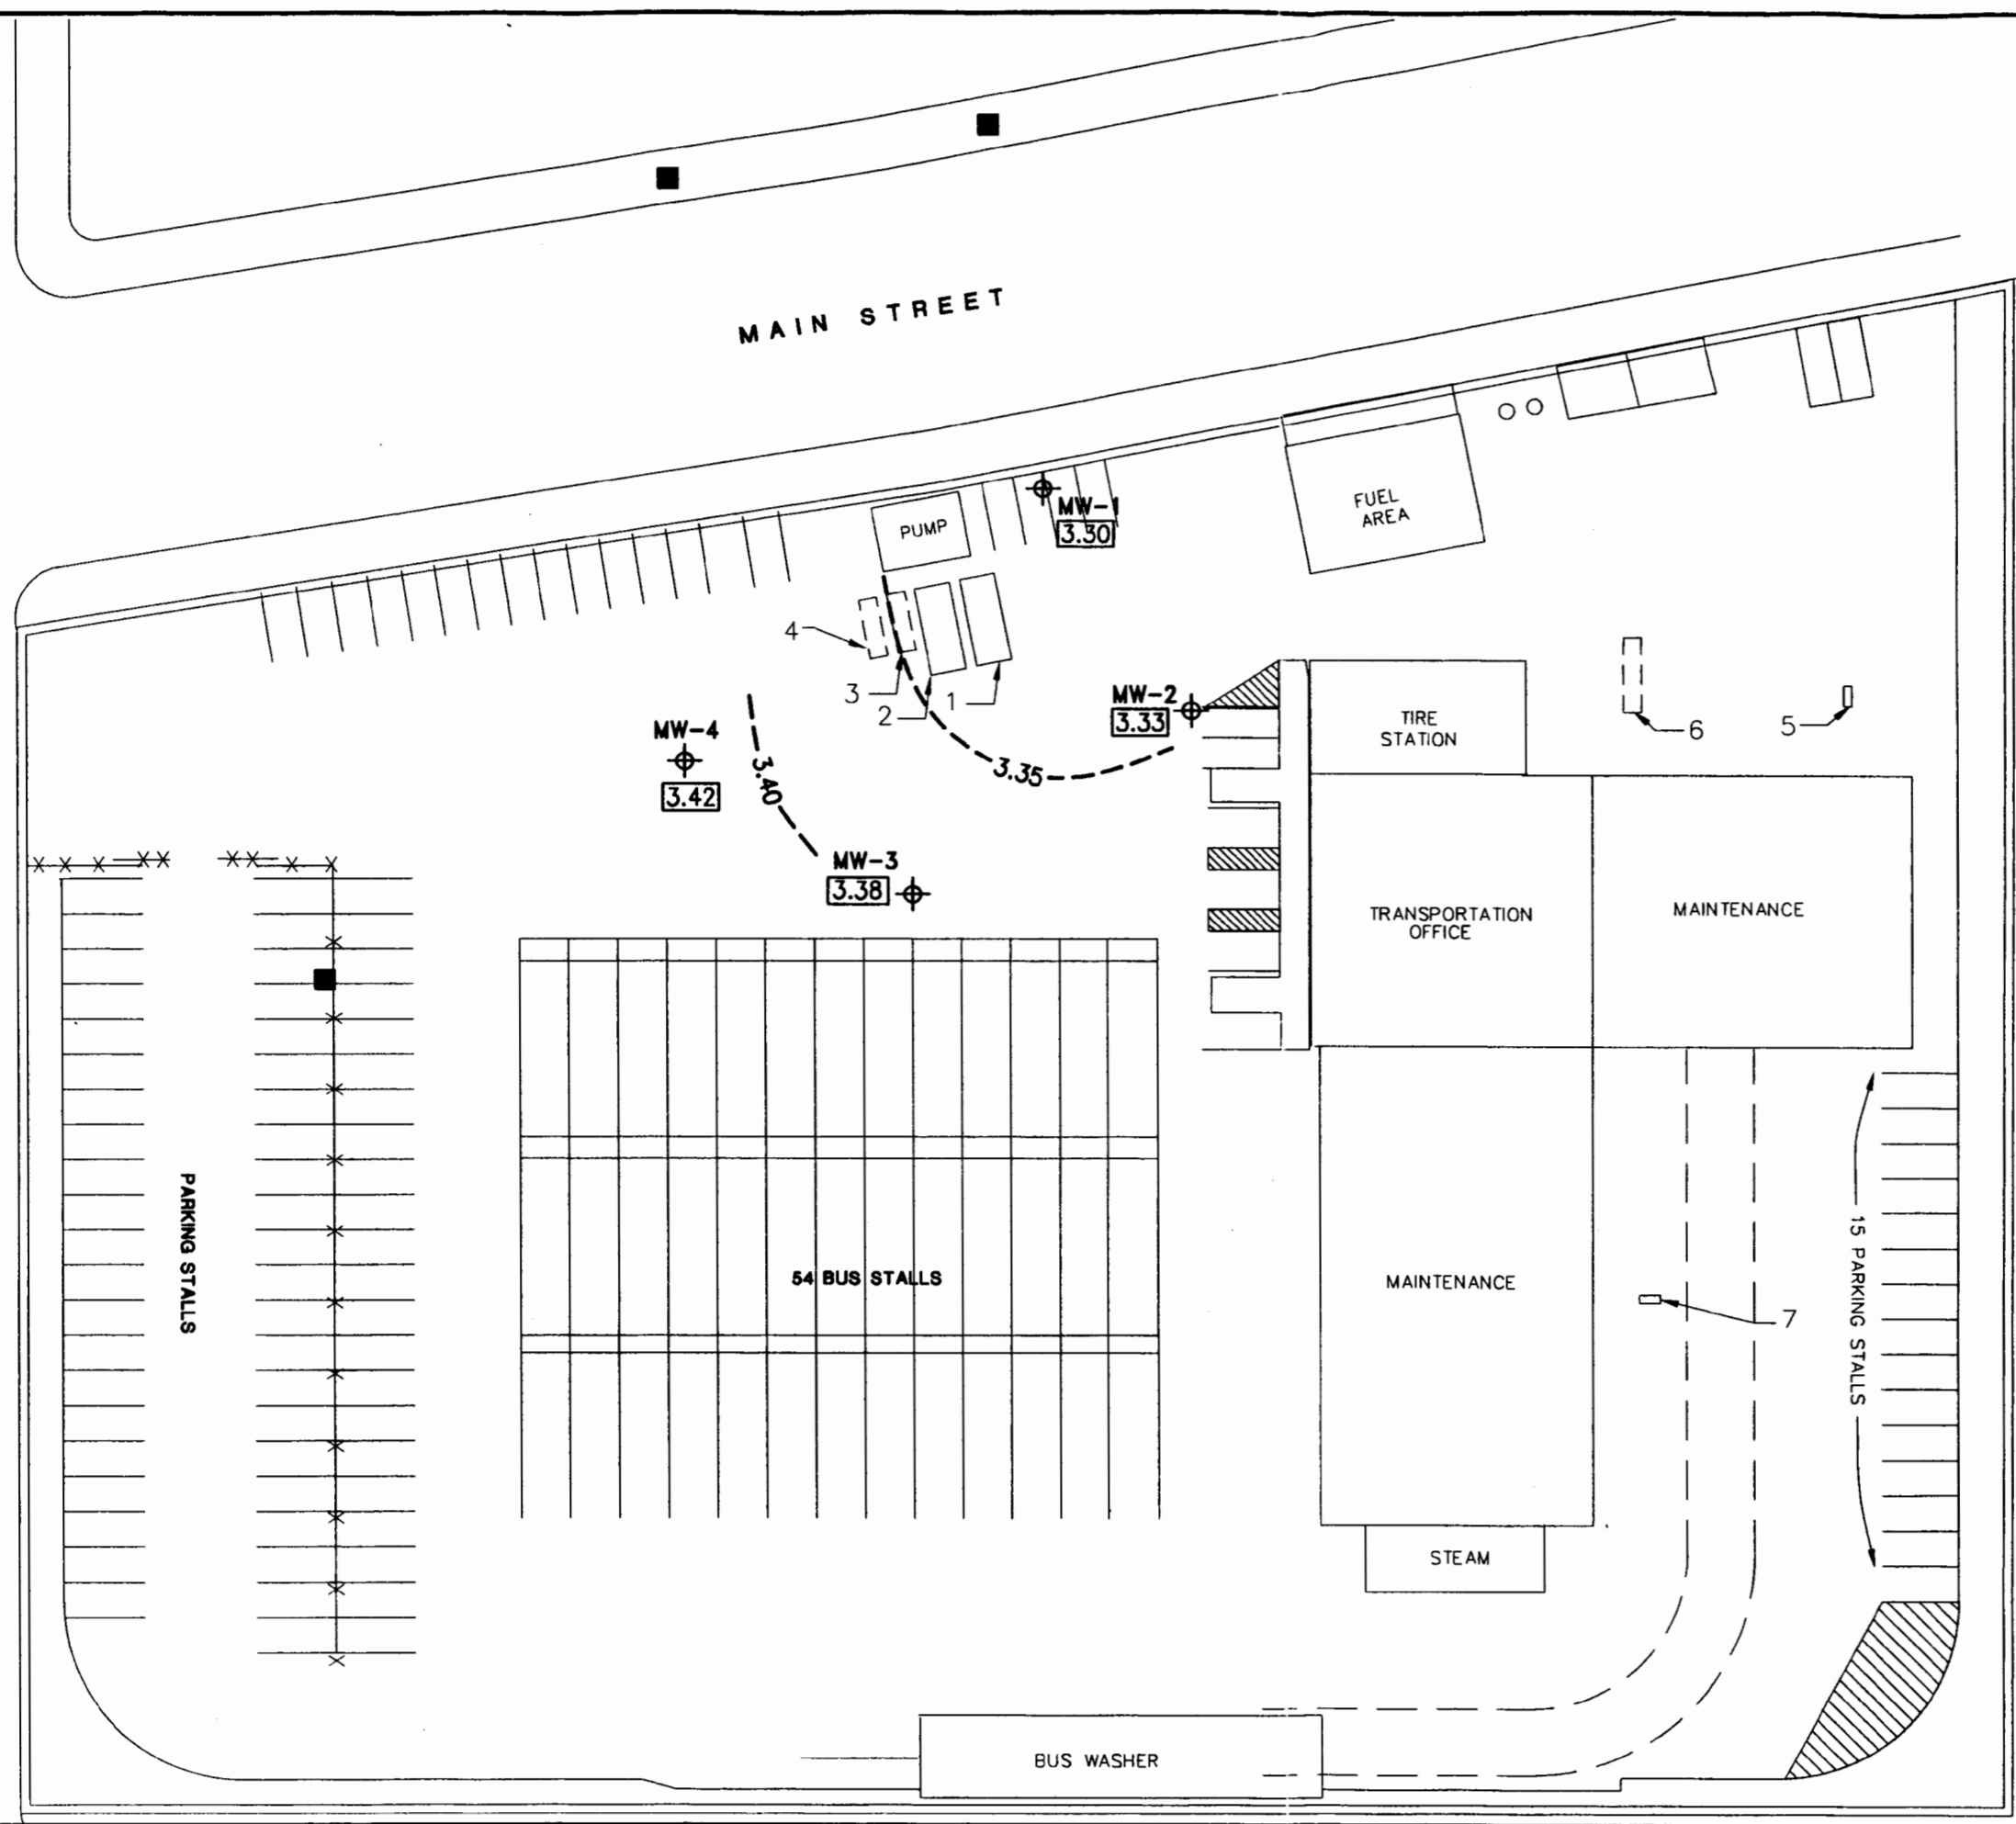 MAIN STREET
MW-1
3.30
PUMP
FUEL
AREA
4
3
2
1
MW-2
3.33
TIRE
STATION
6
5
MW-4
3.42
3.40
3.35
MW-3
3.38
TRANSPORTATION
OFFICE
MAINTENANCE
PARKING STALLS
54 BUS STALLS
MAINTENANCE
7
15 PARKING STALLS
STEAM
BUS WASHER